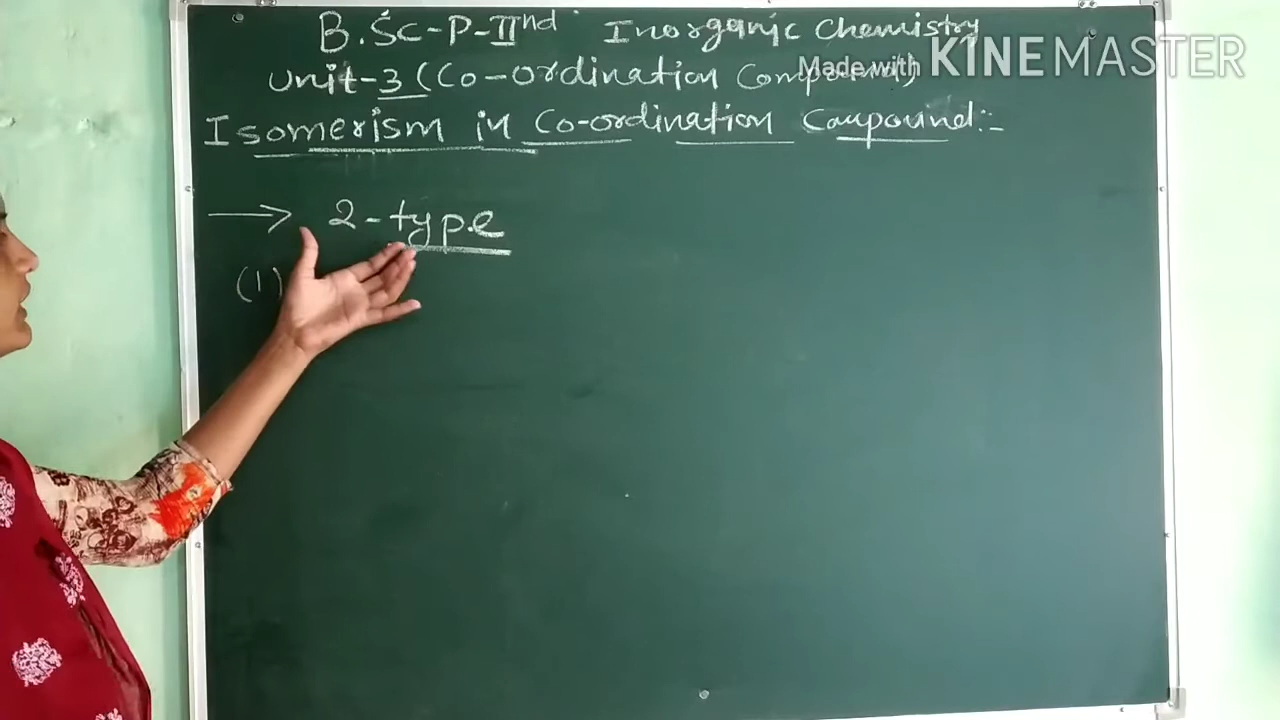 B.Sc-P-IInd Inorganic Chemistry
Made with KINEMASTER
Unit-3 (Co-ordination Compound)
Isomerism in Co-ordination Compound:-
→ 2-type
(1)